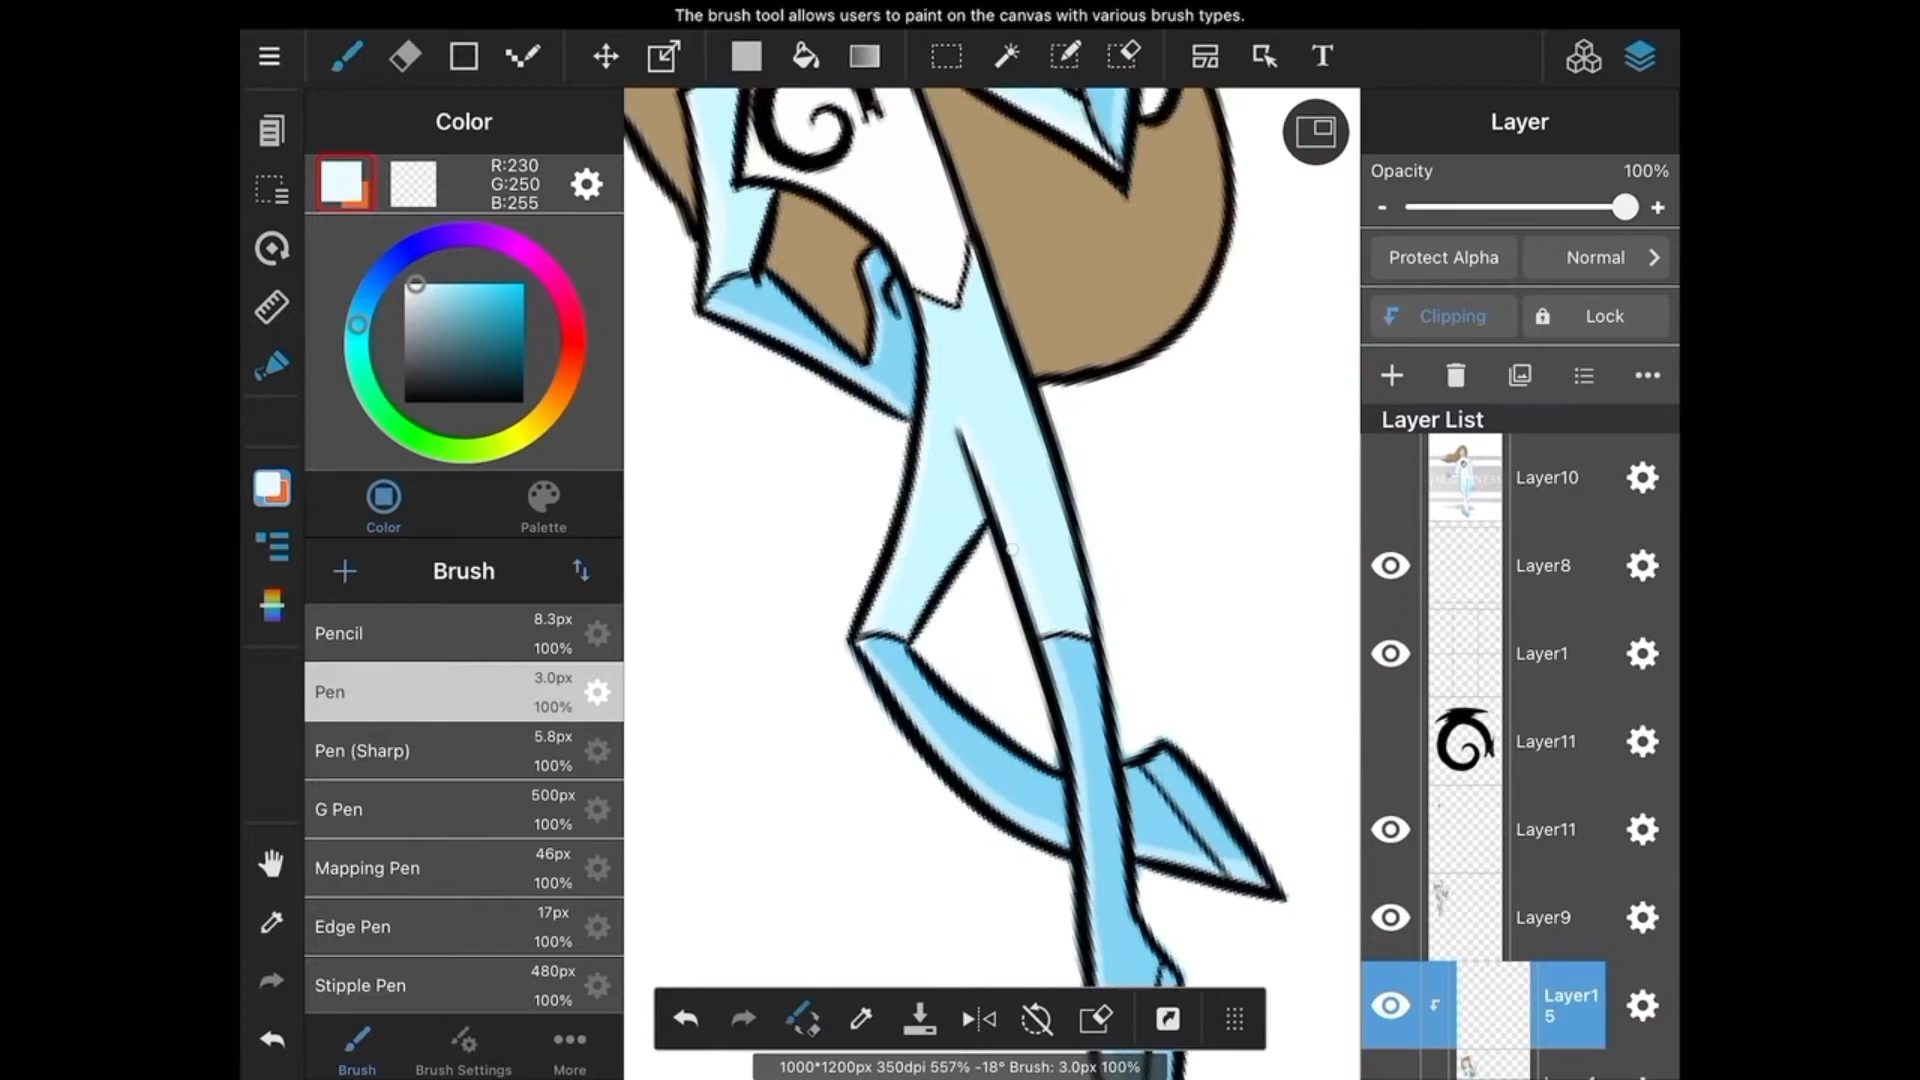 The brush tool allows users to paint on the canvas with various brush types.
T
Color
R:230
G:250
B:255
Color
Palette
Brush
Pencil
8.3px
100%
Pen
3.0px
100%
Pen (Sharp)
5.8px
100%
G Pen
500px
100%
Mapping Pen
46px
100%
Edge Pen
17px
100%
Stipple Pen
480px
100%
Brush
Brush Settings
More
1000*1200px 350dpi 557% -18° Brush: 3.0px 100%
Layer
Opacity
100%
- +
Protect Alpha
Normal
Clipping
Lock
Layer List
Layer10
Layer8
Layer1
Layer11
Layer11
Layer9
Layer1
5